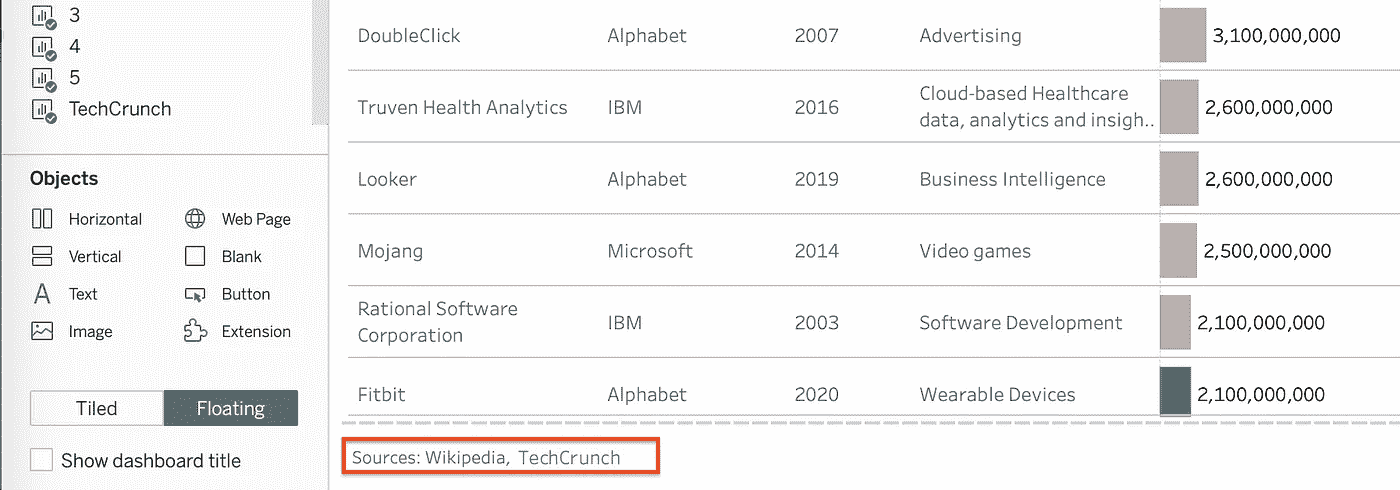 3
4
5
TechCrunch
Objects
Horizontal Web Page
Vertical Blank
Text Button
Image Extension
Tiled Floating
Show dashboard title
DoubleClick Alphabet 2007 Advertising 3,100,000,000
Truven Health Analytics IBM 2016 Cloud-based Healthcare
data, analytics and insigh.. 2,600,000,000
Looker Alphabet 2019 Business Intelligence 2,600,000,000
Mojang Microsoft 2014 Video games 2,500,000,000
Rational Software
Corporation IBM 2003 Software Development 2,100,000,000
Fitbit Alphabet 2020 Wearable Devices 2,100,000,000
Sources: Wikipedia, TechCrunch